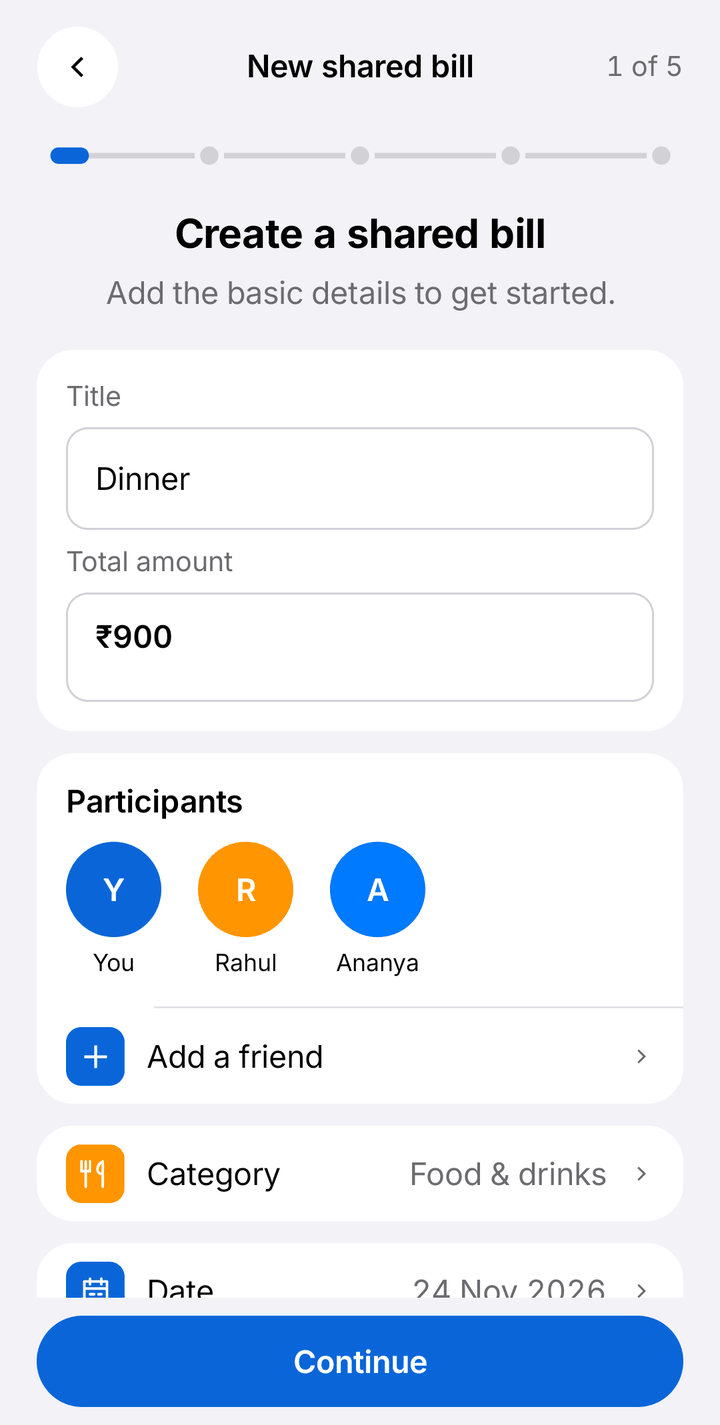 New shared bill
1 of 5
Create a shared bill
Add the basic details to get started.
Title
Dinner
Total amount
₹900
Participants
Y
R
A
You
Rahul
Ananya
Add a friend
Category
Food & drinks
Date
24 Nov 2026
Continue